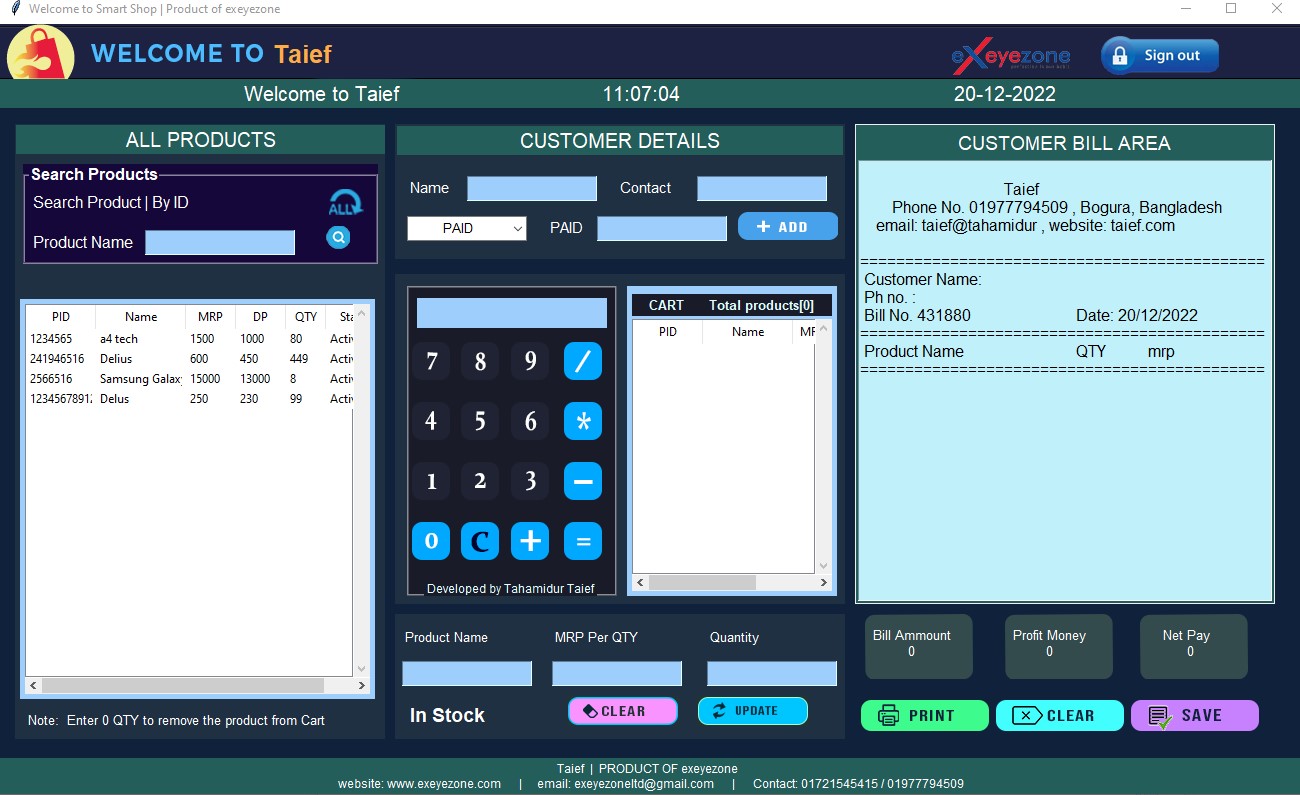 Welcome to Smart Shop | Product of exeyezone
WELCOME TO Taief
eXeyezone
Sign out
Welcome to Taief 11:07:04 20-12-2022
ALL PRODUCTS
Search Products
Search Product | By ID
ALL
Product Name
PID Name MRP DP QTY Sta
1234565 a4 tech 1500 1000 80 Activ
241946516 Delius 600 450 449 Activ
2566516 Samsung Galax 15000 13000 8 Activ
12345678912 Delus 250 230 99 Activ
Note: Enter 0 QTY to remove the product from Cart
CUSTOMER DETAILS
Name Contact
PAID PAID + ADD
7 8 9 /
4 5 6 *
1 2 3 −
0 C + =
Developed by Tahamidur Taief
CART Total products[0]
PID Name MF
Product Name MRP Per QTY Quantity
In Stock CLEAR UPDATE
CUSTOMER BILL AREA
Taief
Phone No. 01977794509 , Bogura, Bangladesh
email: taief@tahamidur , website: taief.com
=============================================
Customer Name:
Ph no. :
Bill No. 431880 Date: 20/12/2022
=============================================
Product Name QTY mrp
=============================================
Bill Ammount Profit Money Net Pay
0 0 0
PRINT CLEAR SAVE
Taief | PRODUCT OF exeyezone
website: www.exeyezone.com | email: exeyezoneltd@gmail.com | Contact: 01721545415 / 01977794509